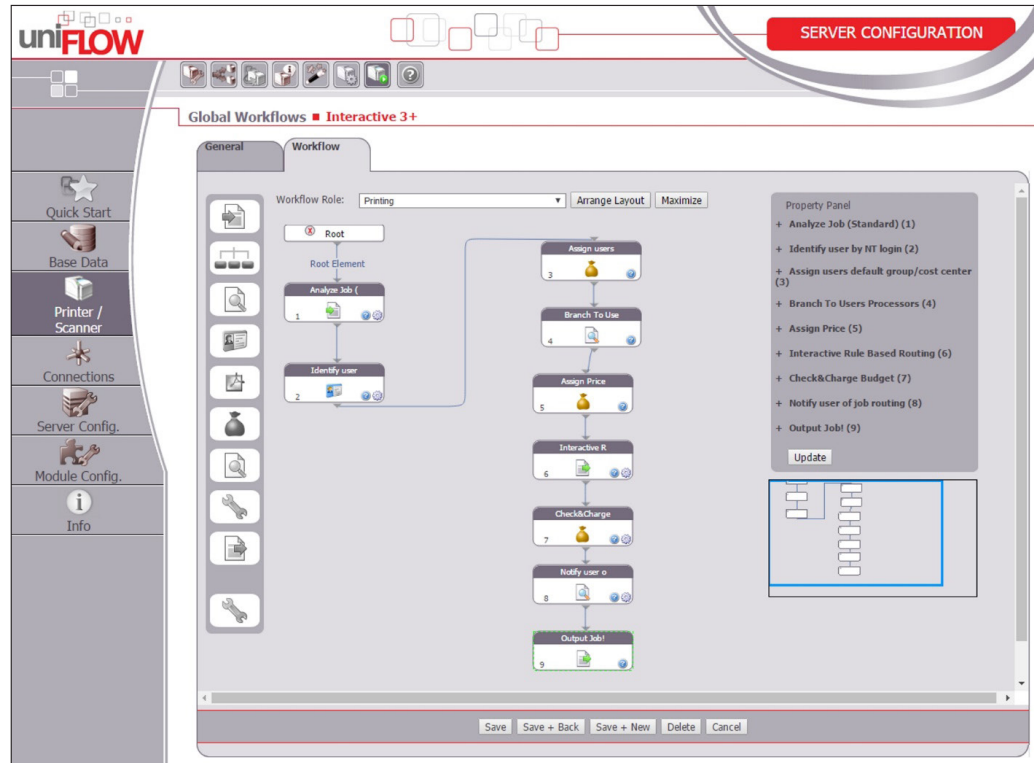 uniFLOW
SERVER CONFIGURATION
Global Workflows ■ Interactive 3+
General
Workflow
Quick Start
Base Data
Printer /
Scanner
Connections
Server Config.
Module Config.
Info
Workflow Role:
Printing
Arrange Layout
Maximize
Root
Root Element
Analyze Job (
1
Identify user
2
Assign users
3
Branch To Use
4
Assign Price
5
Interactive R
6
Check&Charge
7
Notify user o
8
Output Job!
9
Property Panel
+ Analyze Job (Standard) (1)
+ Identify user by NT login (2)
+ Assign users default group/cost center
(3)
+ Branch To Users Processors (4)
+ Assign Price (5)
+ Interactive Rule Based Routing (6)
+ Check&Charge Budget (7)
+ Notify user of job routing (8)
+ Output Job! (9)
Update
Save
Save + Back
Save + New
Delete
Cancel